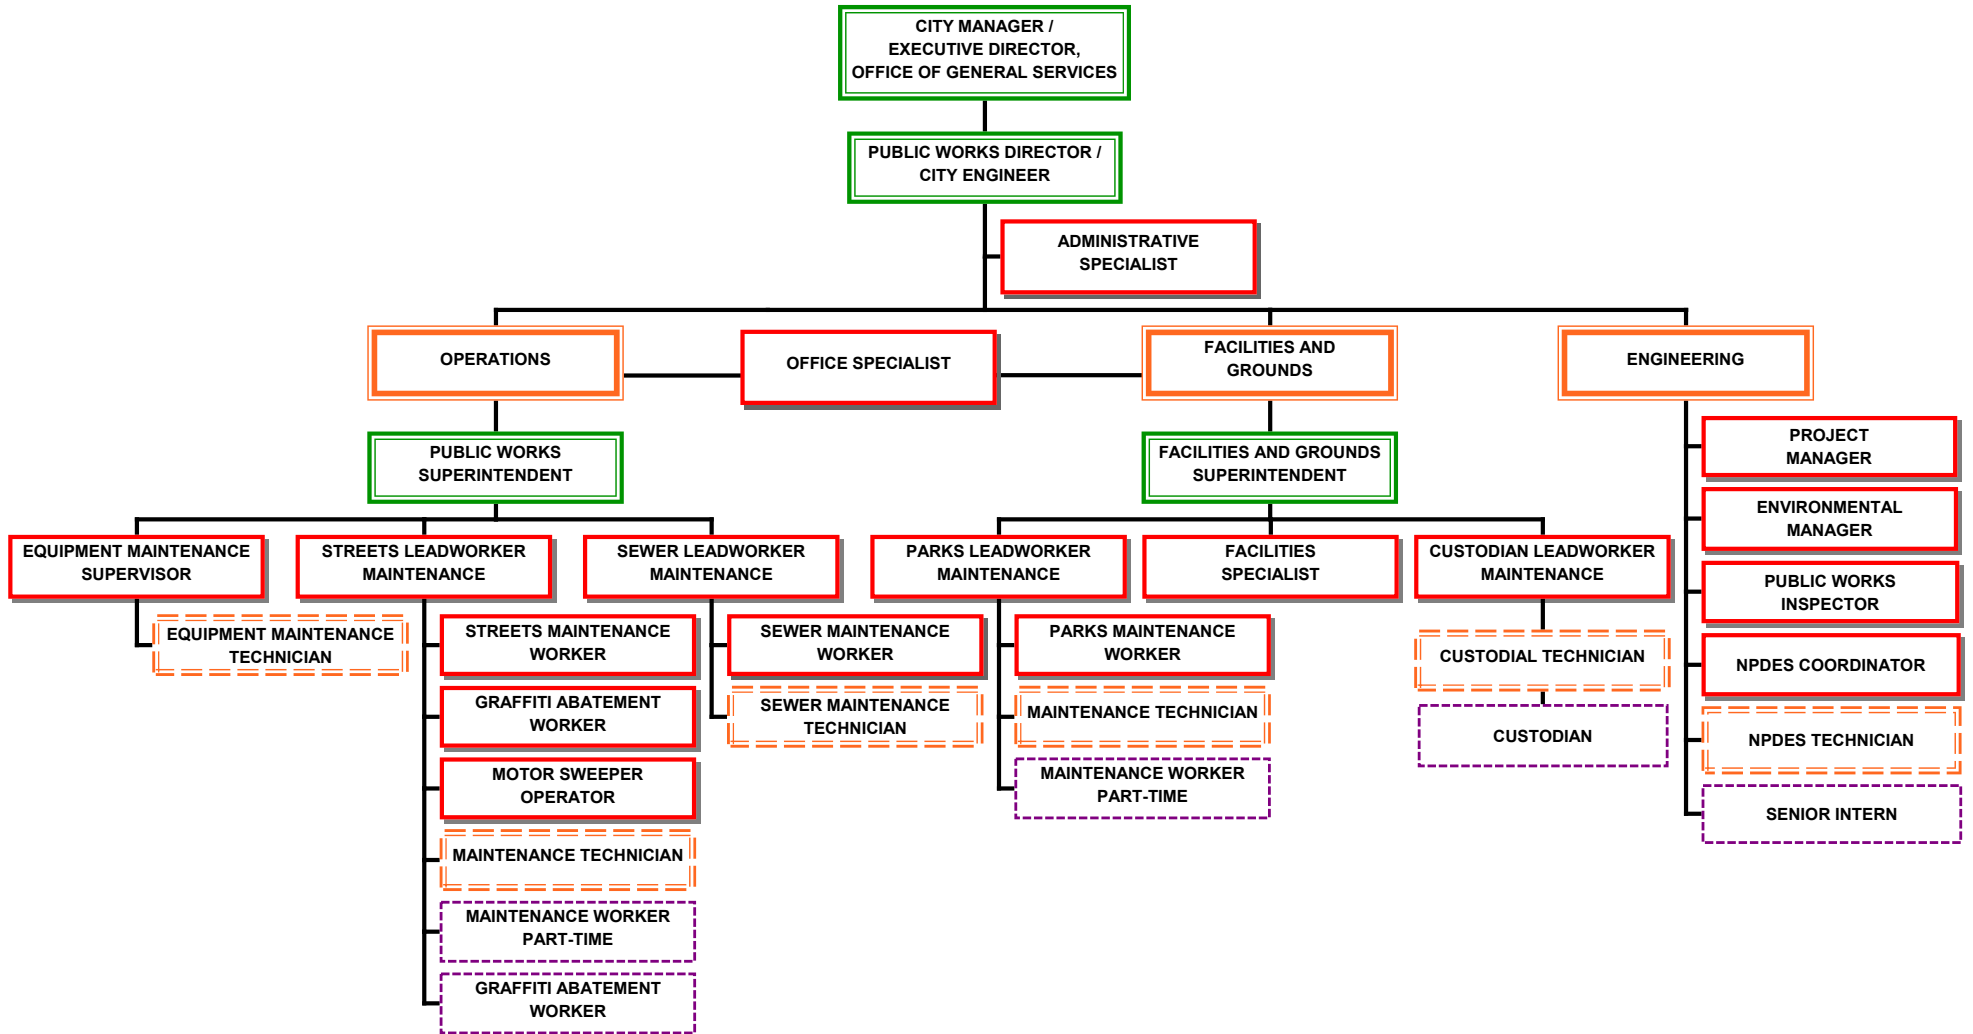 CITY MANAGER /
EXECUTIVE DIRECTOR,
OFFICE OF GENERAL SERVICES
PUBLIC WORKS DIRECTOR /
CITY ENGINEER
ADMINISTRATIVE
SPECIALIST
OPERATIONS
OFFICE SPECIALIST
FACILITIES AND
GROUNDS
ENGINEERING
PUBLIC WORKS
SUPERINTENDENT
FACILITIES AND GROUNDS
SUPERINTENDENT
EQUIPMENT MAINTENANCE
SUPERVISOR
EQUIPMENT MAINTENANCE
TECHNICIAN
STREETS LEADWORKER
MAINTENANCE
STREETS MAINTENANCE
WORKER
GRAFFITI ABATEMENT
WORKER
MOTOR SWEEPER
OPERATOR
MAINTENANCE TECHNICIAN
MAINTENANCE WORKER
PART-TIME
GRAFFITI ABATEMENT
WORKER
SEWER LEADWORKER
MAINTENANCE
SEWER MAINTENANCE
WORKER
SEWER MAINTENANCE
TECHNICIAN
PARKS LEADWORKER
MAINTENANCE
PARKS MAINTENANCE
WORKER
MAINTENANCE TECHNICIAN
MAINTENANCE WORKER
PART-TIME
FACILITIES
SPECIALIST
CUSTODIAN LEADWORKER
MAINTENANCE
CUSTODIAL TECHNICIAN
CUSTODIAN
PROJECT
MANAGER
ENVIRONMENTAL
MANAGER
PUBLIC WORKS
INSPECTOR
NPDES COORDINATOR
NPDES TECHNICIAN
SENIOR INTERN